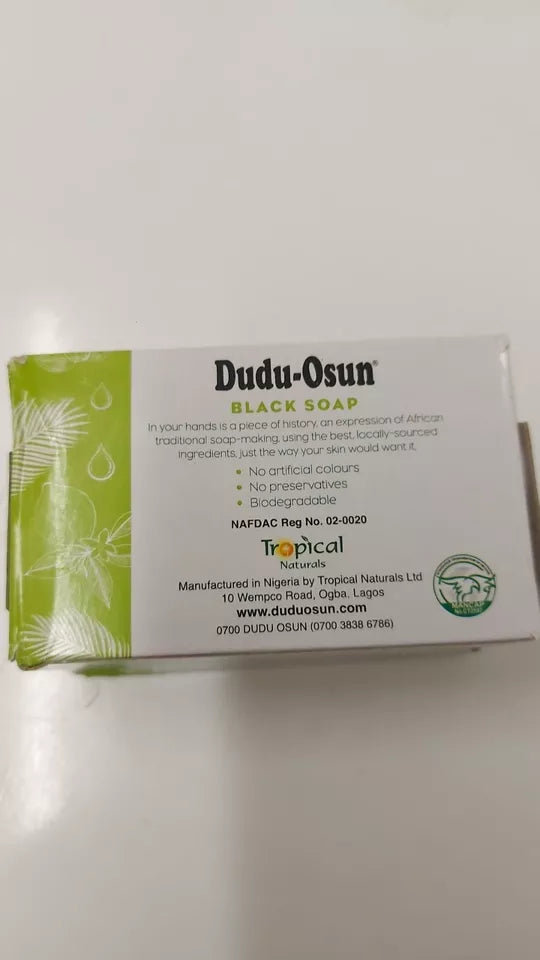 Dudu-Osun®
BLACK SOAP
In your hands is a piece of history, an expression of African
traditional soap-making, using the best, locally-sourced
ingredients, just the way your skin would want it.
• No artificial colours
• No preservatives
• Biodegradable
NAFDAC Reg No. 02-0020
Tropical
Naturals
Manufactured in Nigeria by Tropical Naturals Ltd
10 Wempco Road, Ogba, Lagos
www.duduosun.com
0700 DUDU OSUN (0700 3838 6786)
MANCAP